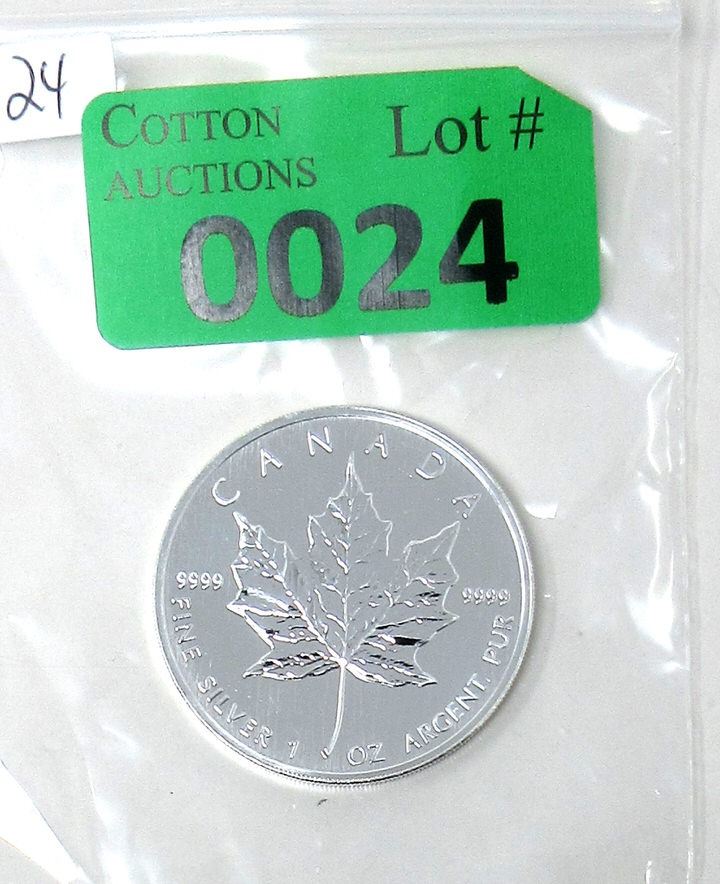 24
COTTON
AUCTIONS
Lot #
0024
CANADA
9999
9999
FINE SILVER 1 OZ ARGENT PUR